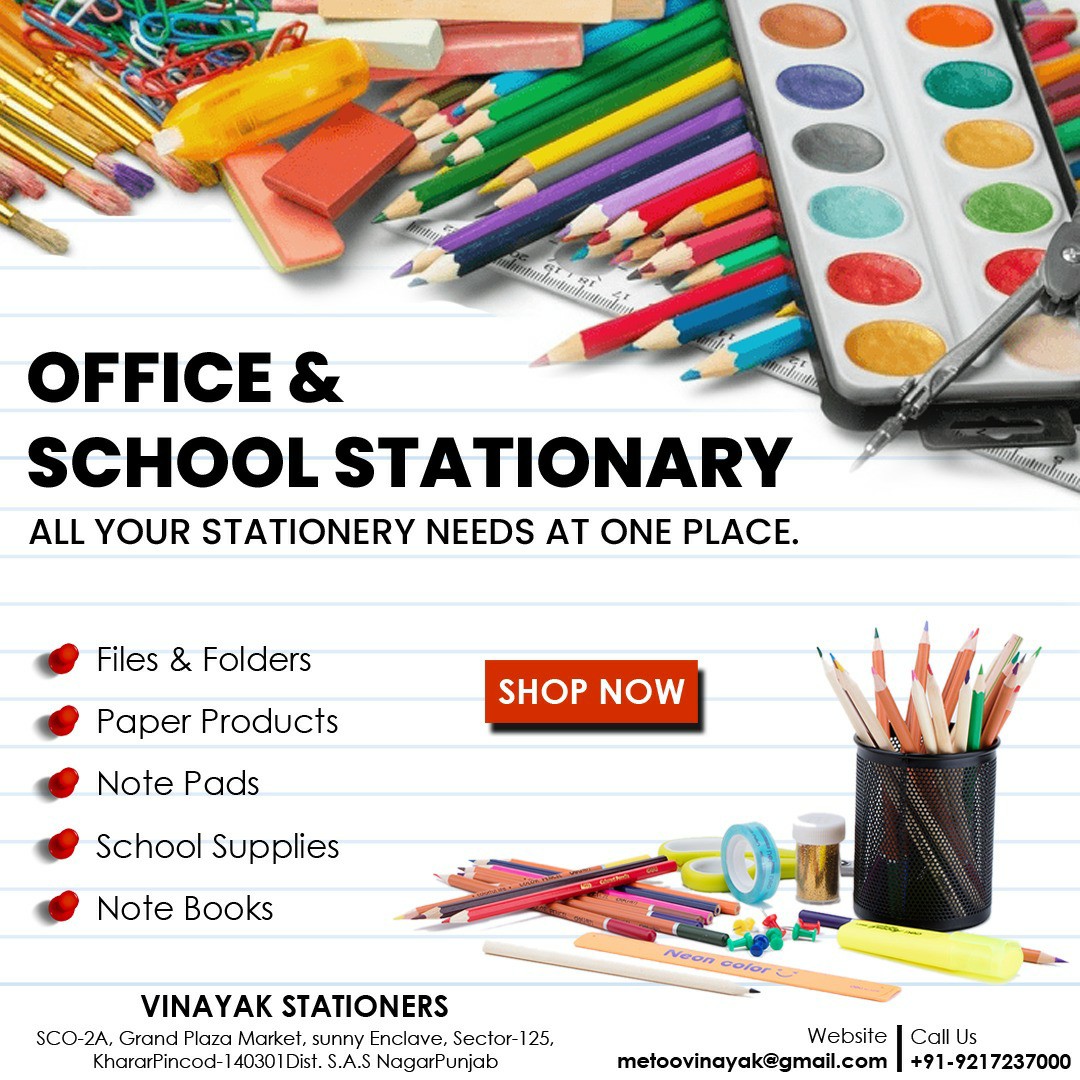 OFFICE &
SCHOOL STATIONARY
ALL YOUR STATIONERY NEEDS AT ONE PLACE.
Files & Folders
Paper Products
Note Pads
School Supplies
Note Books
SHOP NOW
Neon color
VINAYAK STATIONERS
SCO-2A, Grand Plaza Market, sunny Enclave, Sector-125,
KhararPincod-140301Dist. S.A.S NagarPunjab
Website
metoovinayak@gmail.com
Call Us
+91-9217237000